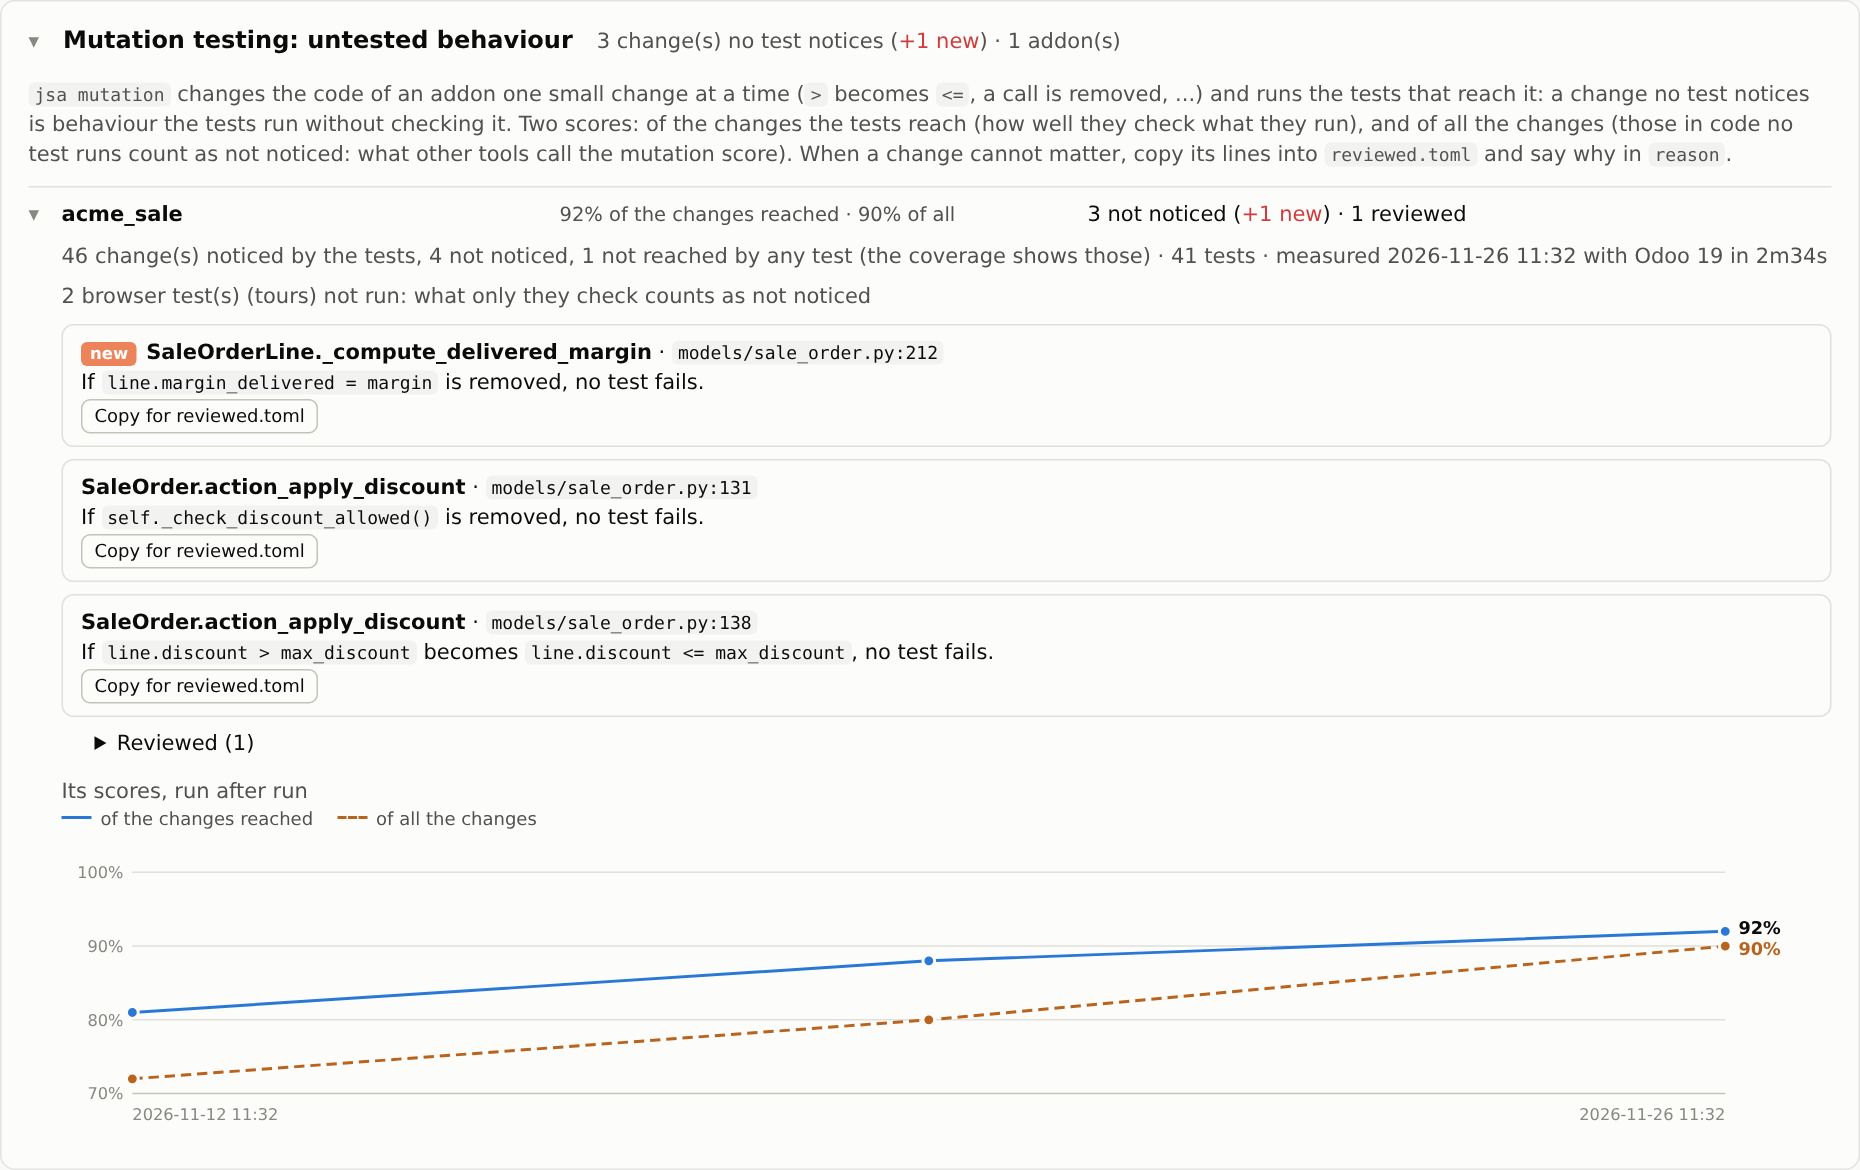 ▼ Mutation testing: untested behaviour 3 change(s) no test notices (+1 new) · 1 addon(s)
jsa mutation changes the code of an addon one small change at a time ( > becomes <= , a call is removed, ...) and runs the tests that reach it: a change no test notices
is behaviour the tests run without checking it. Two scores: of the changes the tests reach (how well they check what they run), and of all the changes (those in code no
test runs count as not noticed: what other tools call the mutation score). When a change cannot matter, copy its lines into reviewed.toml and say why in reason .
▼ acme_sale 92% of the changes reached · 90% of all 3 not noticed (+1 new) · 1 reviewed
46 change(s) noticed by the tests, 4 not noticed, 1 not reached by any test (the coverage shows those) · 41 tests · measured 2026-11-26 11:32 with Odoo 19 in 2m34s
2 browser test(s) (tours) not run: what only they check counts as not noticed
new SaleOrderLine._compute_delivered_margin · models/sale_order.py:212
If line.margin_delivered = margin is removed, no test fails.
Copy for reviewed.toml
SaleOrder.action_apply_discount · models/sale_order.py:131
If self._check_discount_allowed() is removed, no test fails.
Copy for reviewed.toml
SaleOrder.action_apply_discount · models/sale_order.py:138
If line.discount > max_discount becomes line.discount <= max_discount , no test fails.
Copy for reviewed.toml
▶ Reviewed (1)
Its scores, run after run
of the changes reached of all the changes
100%
92%
90%
90%
80%
70%
2026-11-12 11:32 2026-11-26 11:32